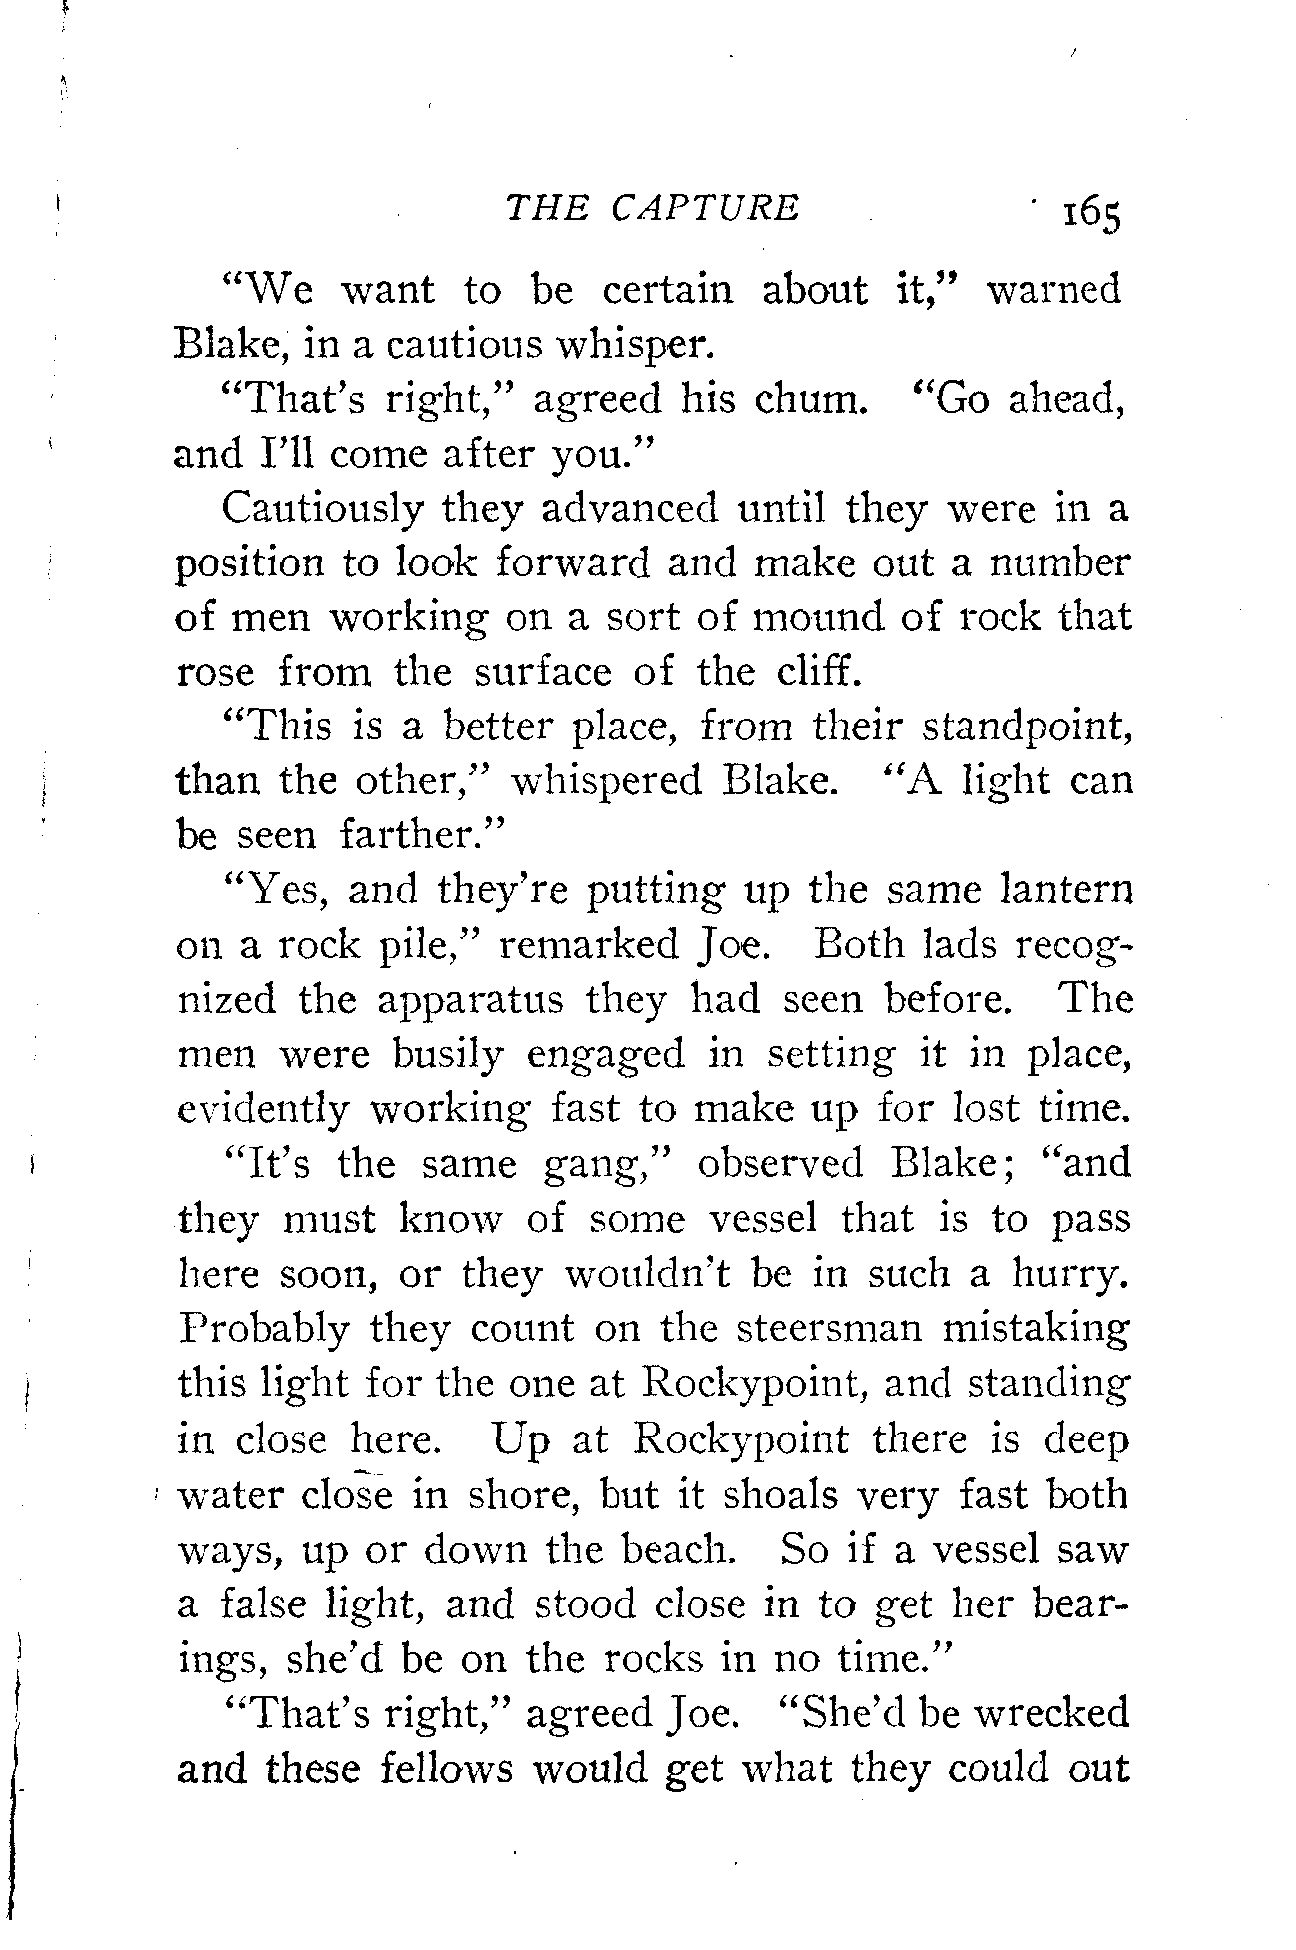 THE CAPTURE 165
“We want to be certain about it,” warned
Blake, in a cautious whisper.
“That’s right,” agreed his chum. “Go ahead,
and I’ll come after you.”
Cautiously they advanced until they were in a
position to look forward and make out a number
of men working on a sort of mound of rock that
rose from the surface of the cliff.
“This is a better place, from their standpoint,
than the other,” whispered Blake. “A light can
be seen farther.”
“Yes, and they’re putting up the same lantern
on a rock pile,” remarked Joe. Both lads recog-
nized the apparatus they had seen before. The
men were busily engaged in setting it in place,
evidently working fast to make up for lost time.
“It’s the same gang,” observed Blake; “and
they must know of some vessel that is to pass
here soon, or they wouldn’t be in such a hurry.
Probably they count on the steersman mistaking
this light for the one at Rockypoint, and standing
in close here. Up at Rockypoint there is deep
water close in shore, but it shoals very fast both
ways, up or down the beach. So if a vessel saw
a false light, and stood close in to get her bear-
ings, she’d be on the rocks in no time.”
“That’s right,” agreed Joe. “She’d be wrecked
and these fellows would get what they could out